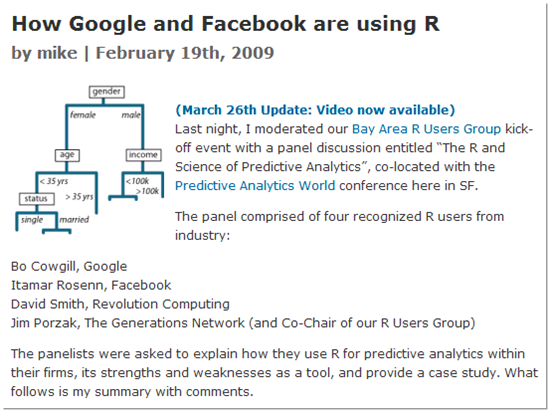 How Google and Facebook are using R
by mike | February 19th, 2009
gender
female
male
age
income
< 35 yrs
> 35 yrs
<100k
>100k
status
single
married
(March 26th Update: Video now available)
Last night, I moderated our Bay Area R Users Group kick-
off event with a panel discussion entitled “The R and
Science of Predictive Analytics”, co-located with the
Predictive Analytics World conference here in SF.
The panel comprised of four recognized R users from
industry:
Bo Cowgill, Google
Itamar Rosenn, Facebook
David Smith, Revolution Computing
Jim Porzak, The Generations Network (and Co-Chair of our R Users Group)
The panelists were asked to explain how they use R for predictive analytics within
their firms, its strengths and weaknesses as a tool, and provide a case study. What
follows is my summary with comments.